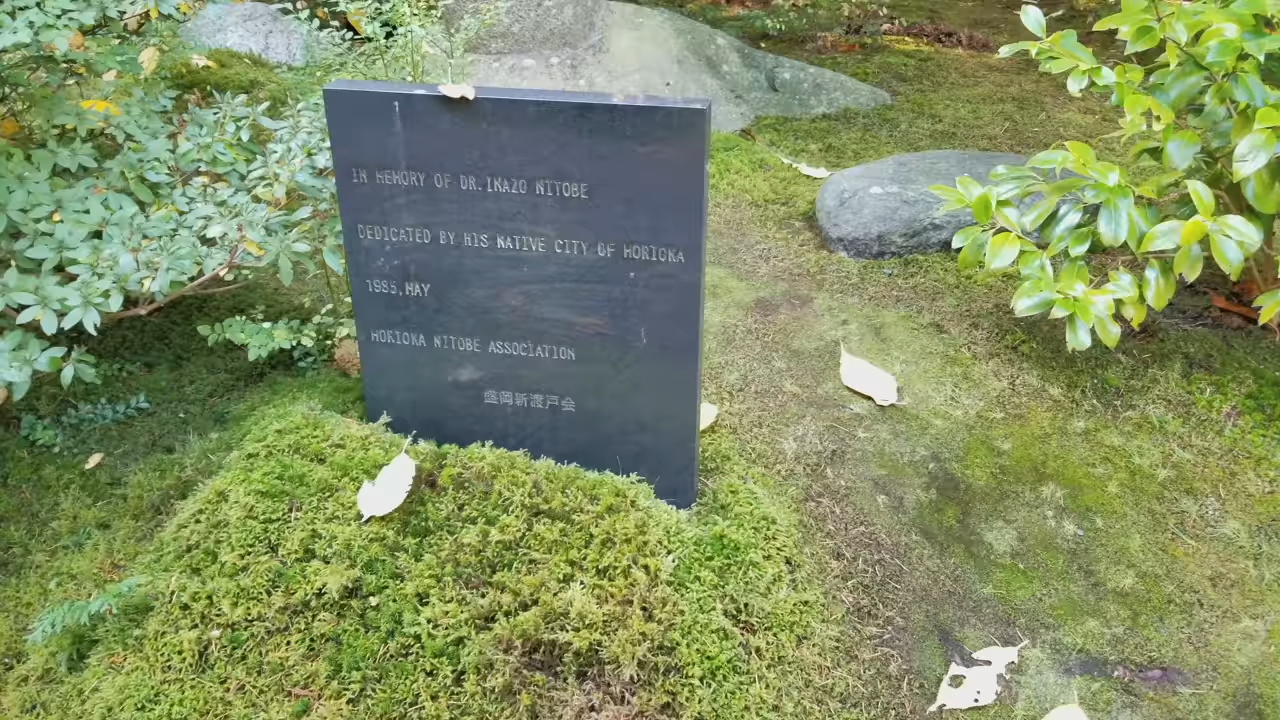 IN MEMORY OF DR. INAZO NITOBE
DEDICATED BY HIS NATIVE CITY OF MORIOKA
1985, MAY
MORIOKA NITOBE ASSOCIATION
盛岡新渡戸会